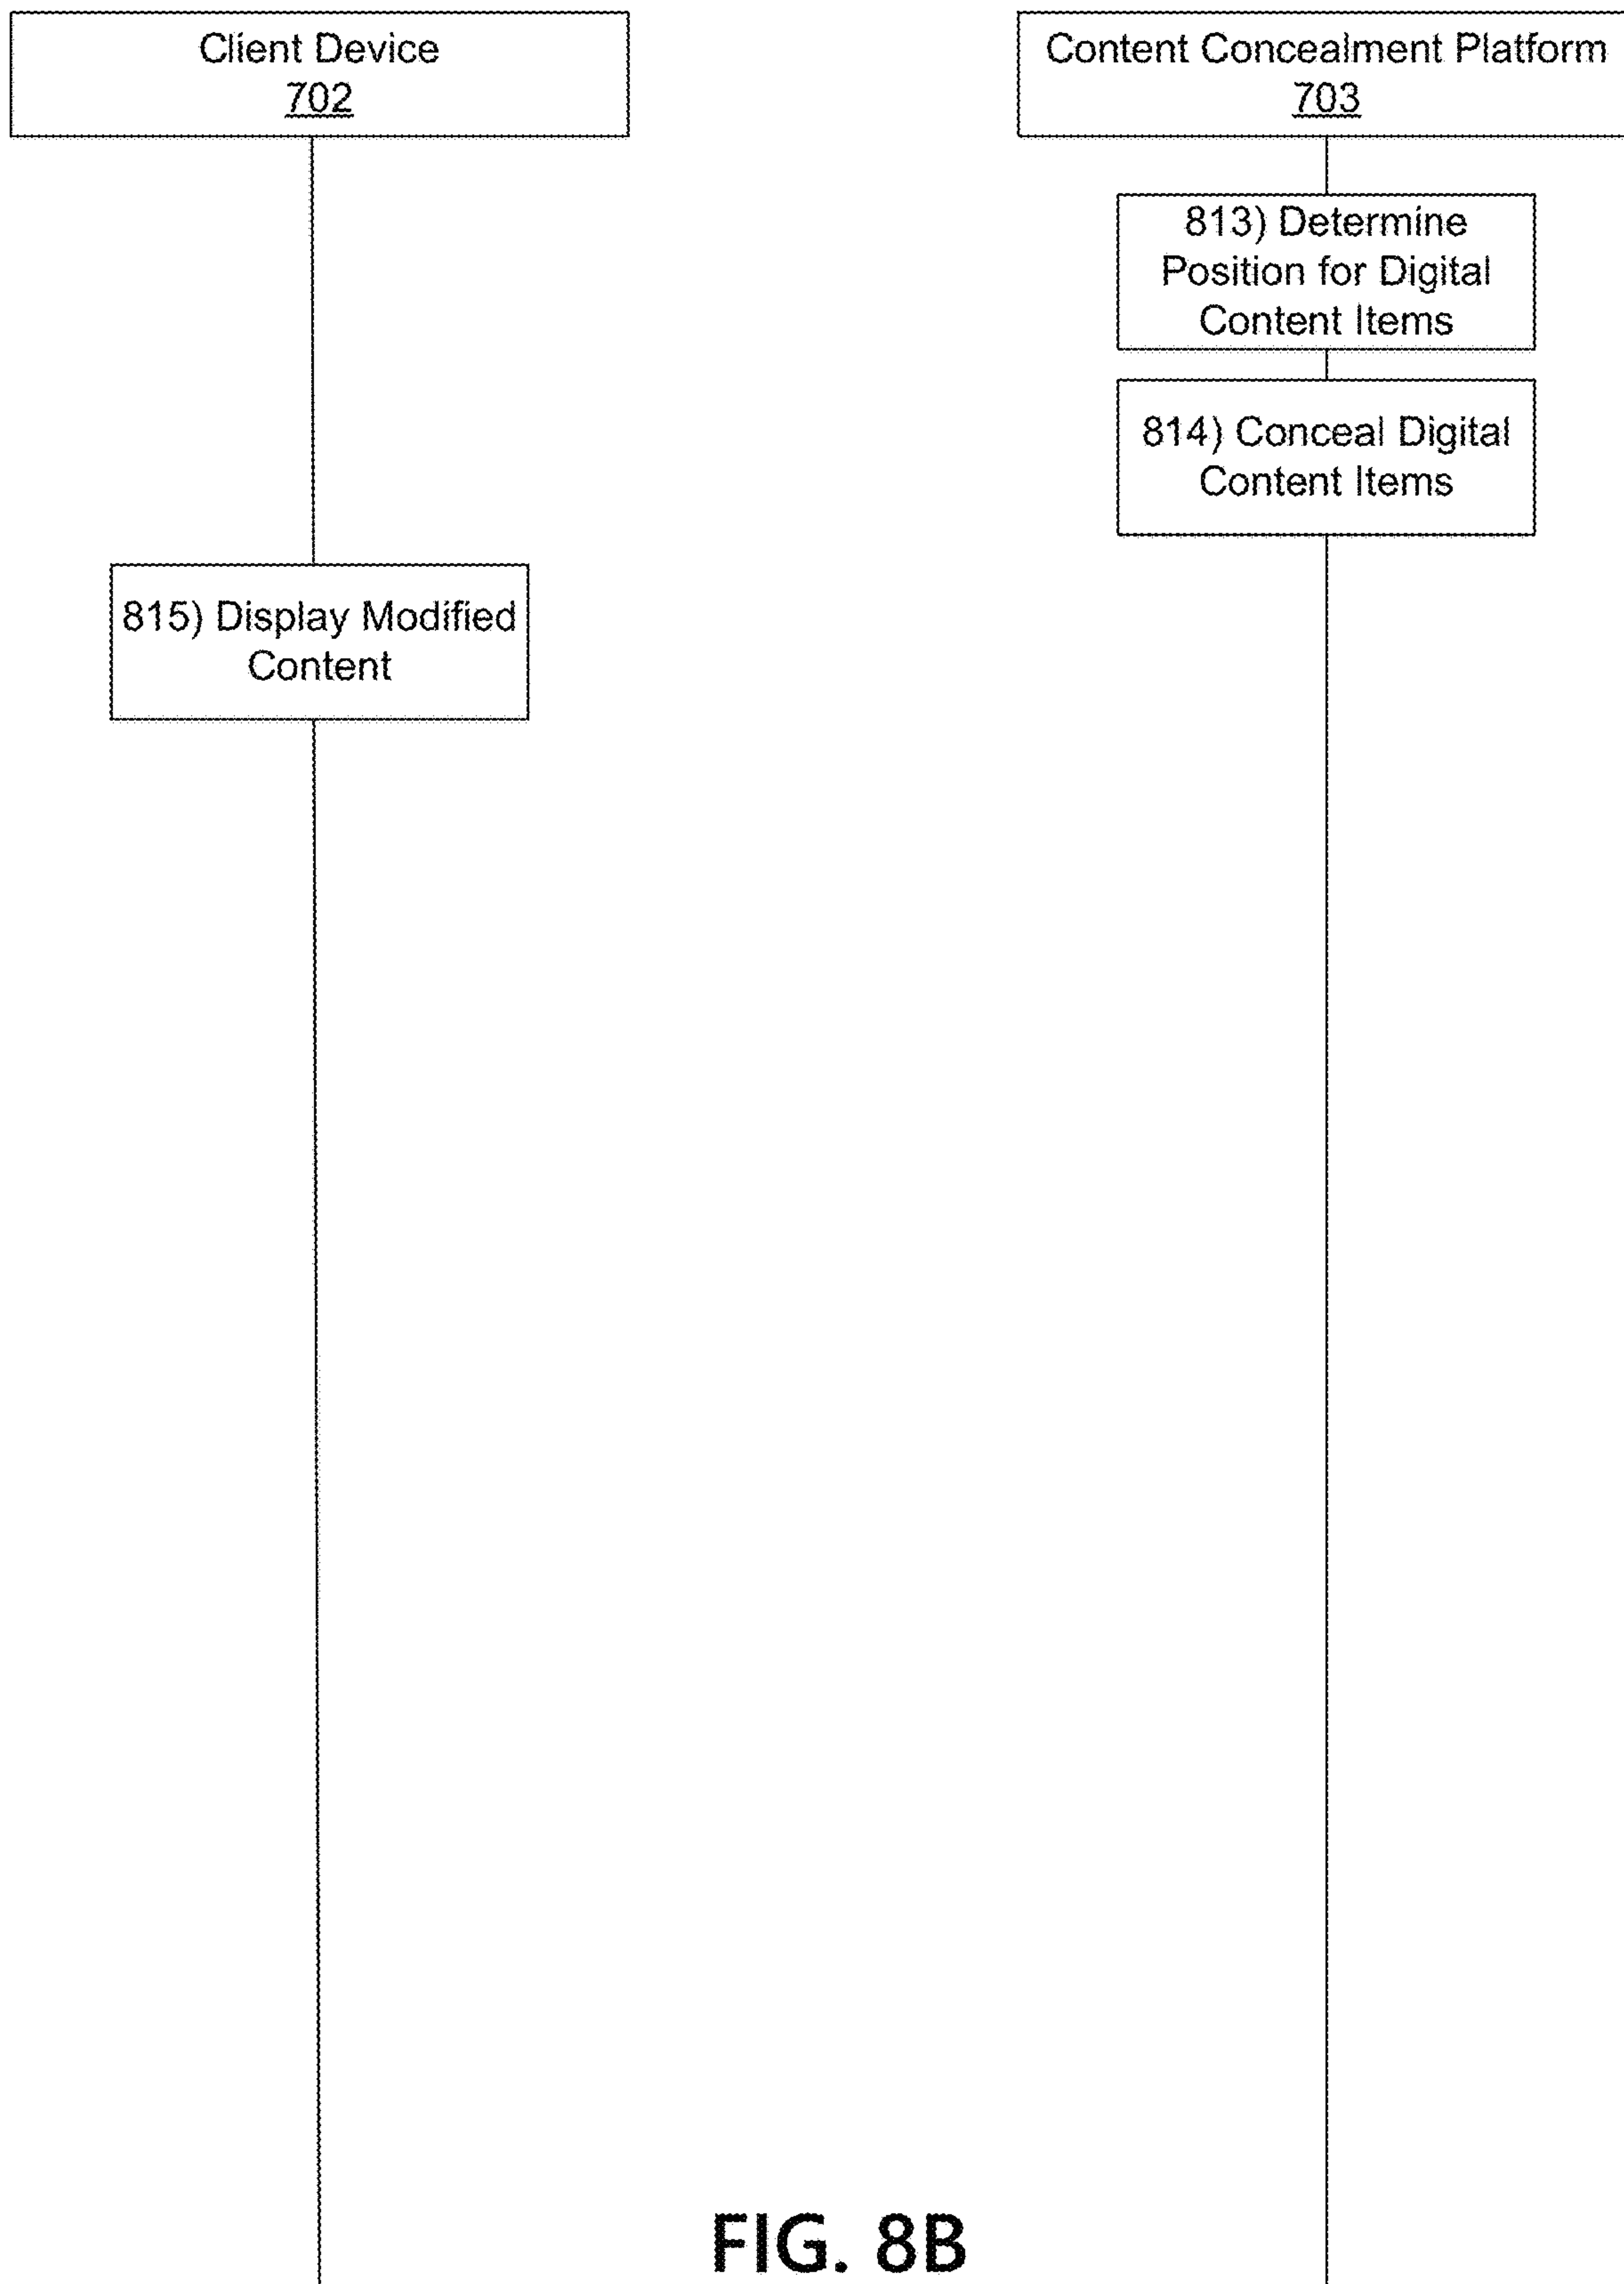 Client Device
702
Content Concealment Platform
703
813) Determine
Position for Digital
Content Items
814) Conceal Digital
Content Items
815) Display Modified
Content
FIG. 8B